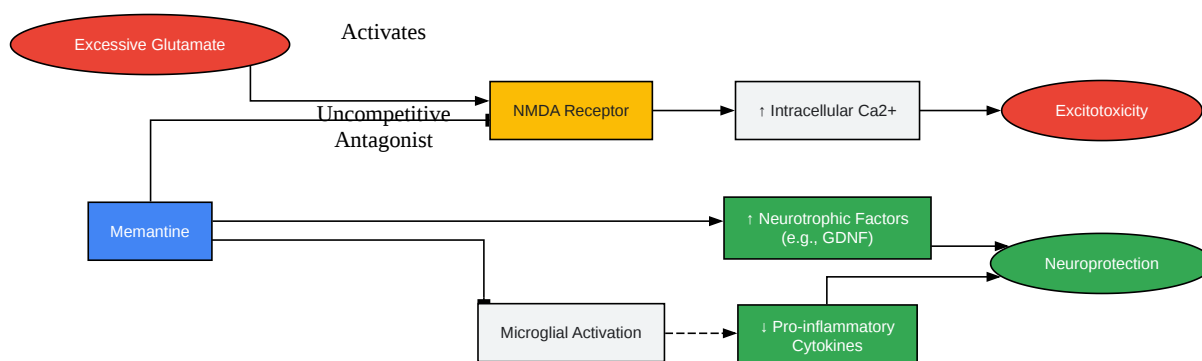 Excessive Glutamate
Activates
NMDA Receptor
↑ Intracellular Ca2+
Excitotoxicity
Uncompetitive
Antagonist
Memantine
↑ Neurotrophic Factors
(e.g., GDNF)
Neuroprotection
Microglial Activation
↓ Pro-inflammatory
Cytokines